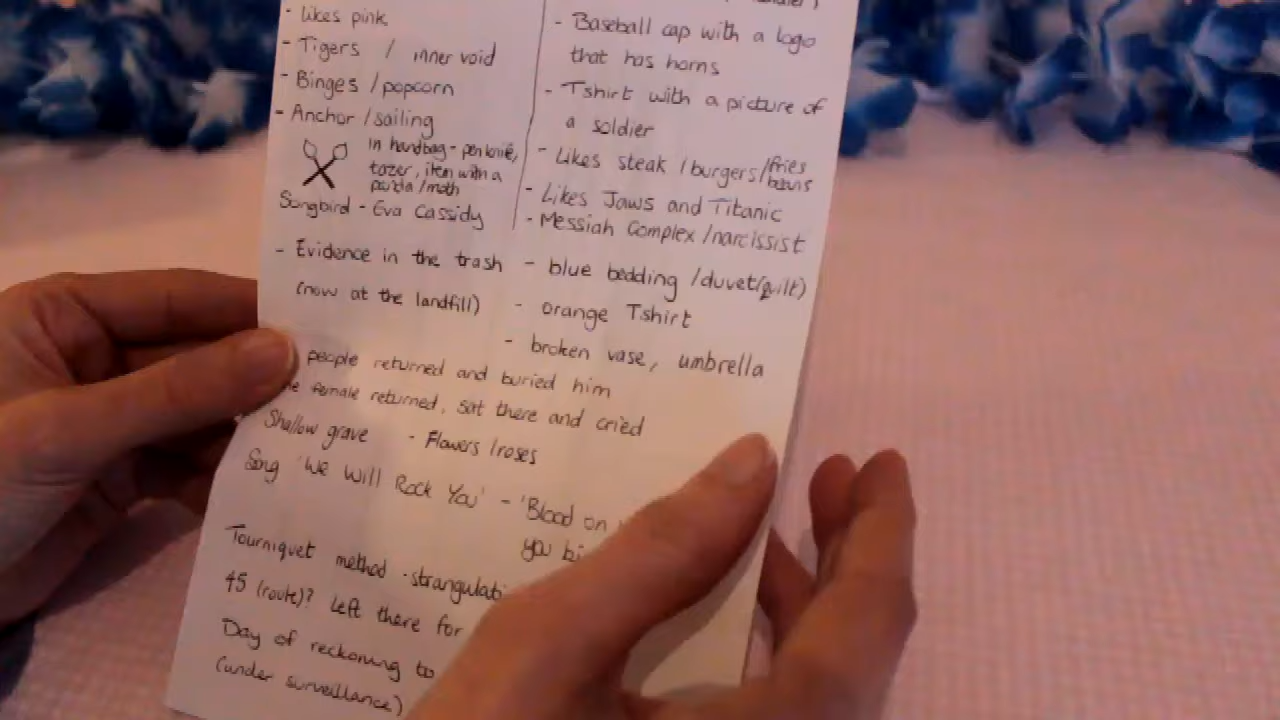 - likes pink
- Tigers / inner void
- Binges / popcorn
- Anchor / sailing
In handbag - pen knife,
tazer, item with a
panda / moth
Songbird - Eva Cassidy
- Baseball cap with a logo
that has horns
- Tshirt with a picture of
a soldier
- Likes steak / burgers / fries
beans
- Likes Jaws and Titanic
- Messiah Complex / narcissist
- Evidence in the trash
(now at the landfill)
- blue bedding / duvet (quilt)
- orange Tshirt
- broken vase, umbrella
people returned and buried him
female returned, sat there and cried
Shallow grave - Flowers / roses
Song 'We Will Rock You' - 'Blood on
you
Tourniquet method - strangulati
45 (route)? Left there for
Day of reckoning to
(under surveillance)